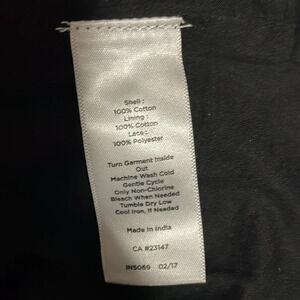 Shell :
100% Cotton
Lining :
100% Cotton
Lace :
100% Polyester
Turn Garment Inside
Out
Machine Wash Cold
Gentle Cycle
Only Non-Chlorine
Bleach When Needed
Tumble Dry Low
Cool Iron, If Needed
Made In India
CA #23147
IN5069 02/17